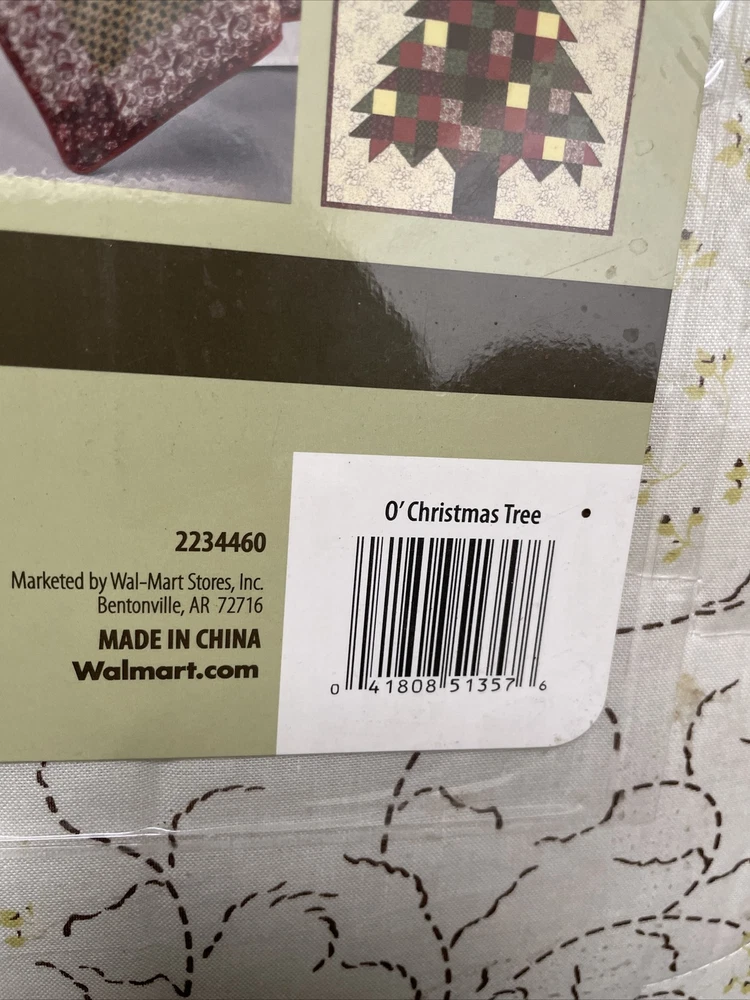 2234460
Marketed by Wal-Mart Stores, Inc.
Bentonville, AR 72716
MADE IN CHINA
Walmart.com
O' Christmas Tree
0 41808 51357 6